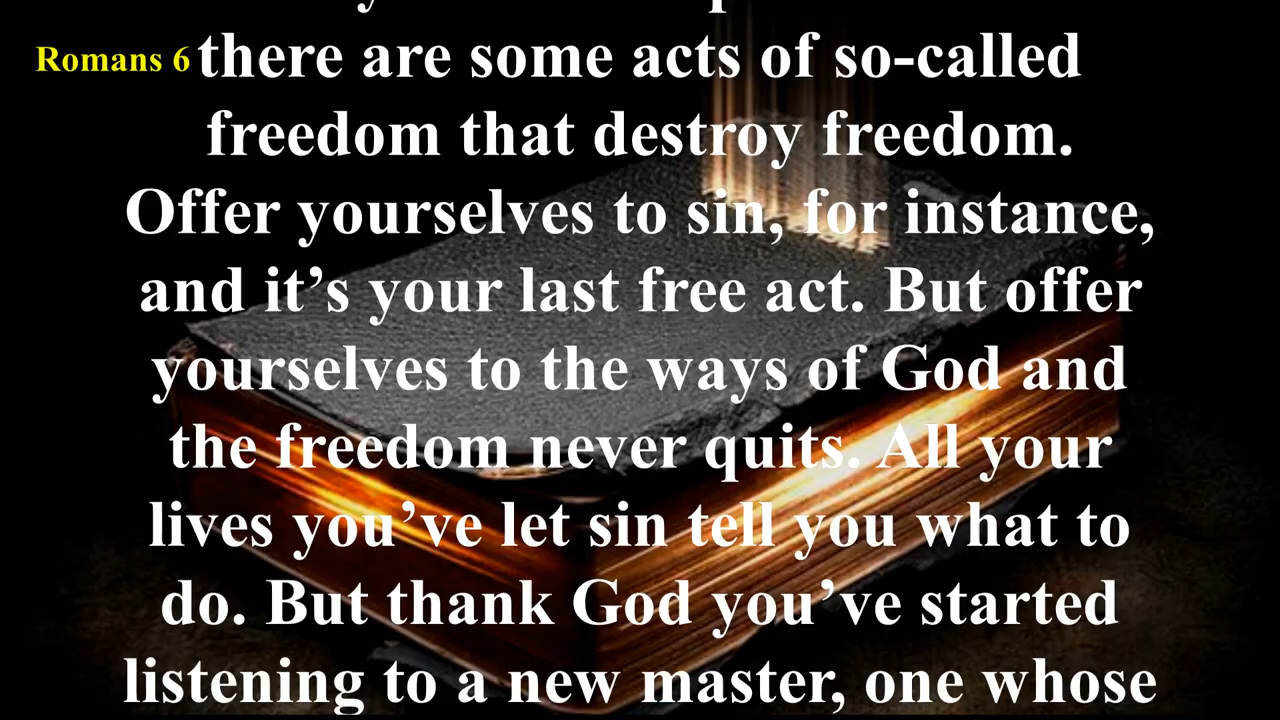 Romans 6
there are some acts of so-called
freedom that destroy freedom.
Offer yourselves to sin, for instance,
and it’s your last free act. But offer
yourselves to the ways of God and
the freedom never quits. All your
lives you’ve let sin tell you what to
do. But thank God you’ve started
listening to a new master, one whose